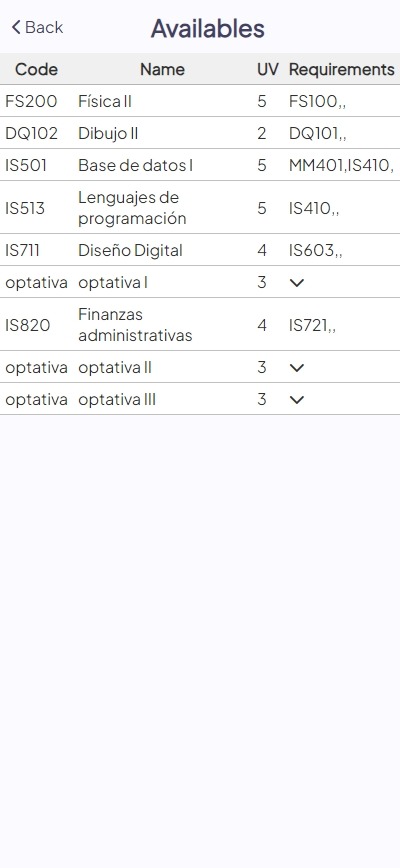 Back
Availables
Code Name UV Requirements
FS200 Física II 5 FS100,,
DQ102 Dibujo II 2 DQ101,,
IS501 Base de datos I 5 MM401,IS410,
IS513 Lenguajes de programación 5 IS410,,
IS711 Diseño Digital 4 IS603,,
optativa optativa I 3
IS820 Finanzas administrativas 4 IS721,,
optativa optativa II 3
optativa optativa III 3